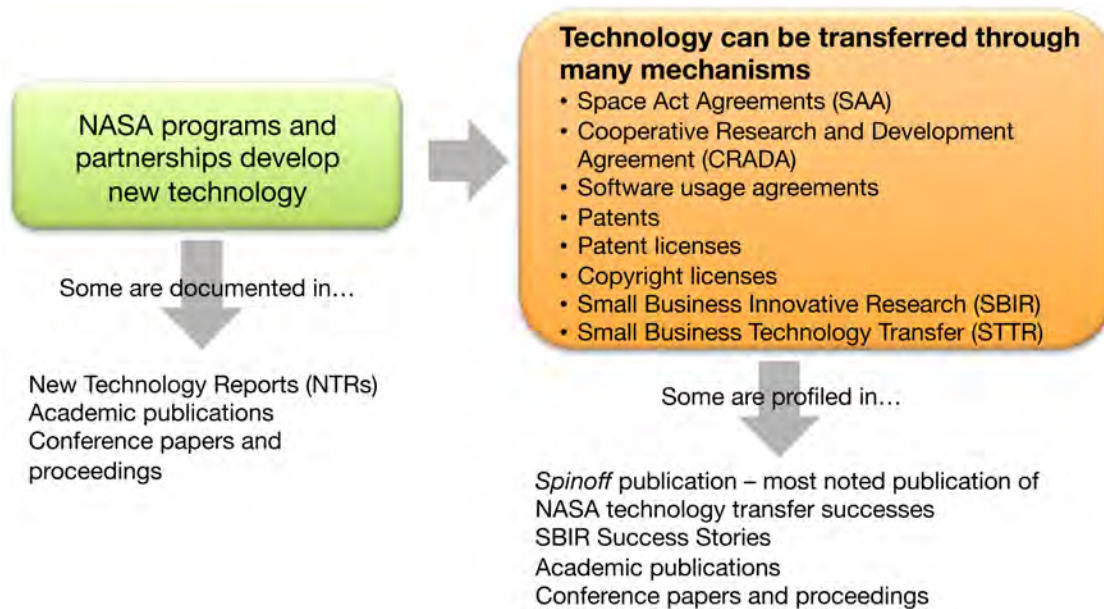 NASA programs and
partnerships develop
new technology
Some are documented in…
New Technology Reports (NTRs)
Academic publications
Conference papers and
proceedings
Technology can be transferred through
many mechanisms
• Space Act Agreements (SAA)
• Cooperative Research and Development
Agreement (CRADA)
• Software usage agreements
• Patents
• Patent licenses
• Copyright licenses
• Small Business Innovative Research (SBIR)
• Small Business Technology Transfer (STTR)
Some are profiled in…
Spinoff publication – most noted publication of
NASA technology transfer successes
SBIR Success Stories
Academic publications
Conference papers and proceedings